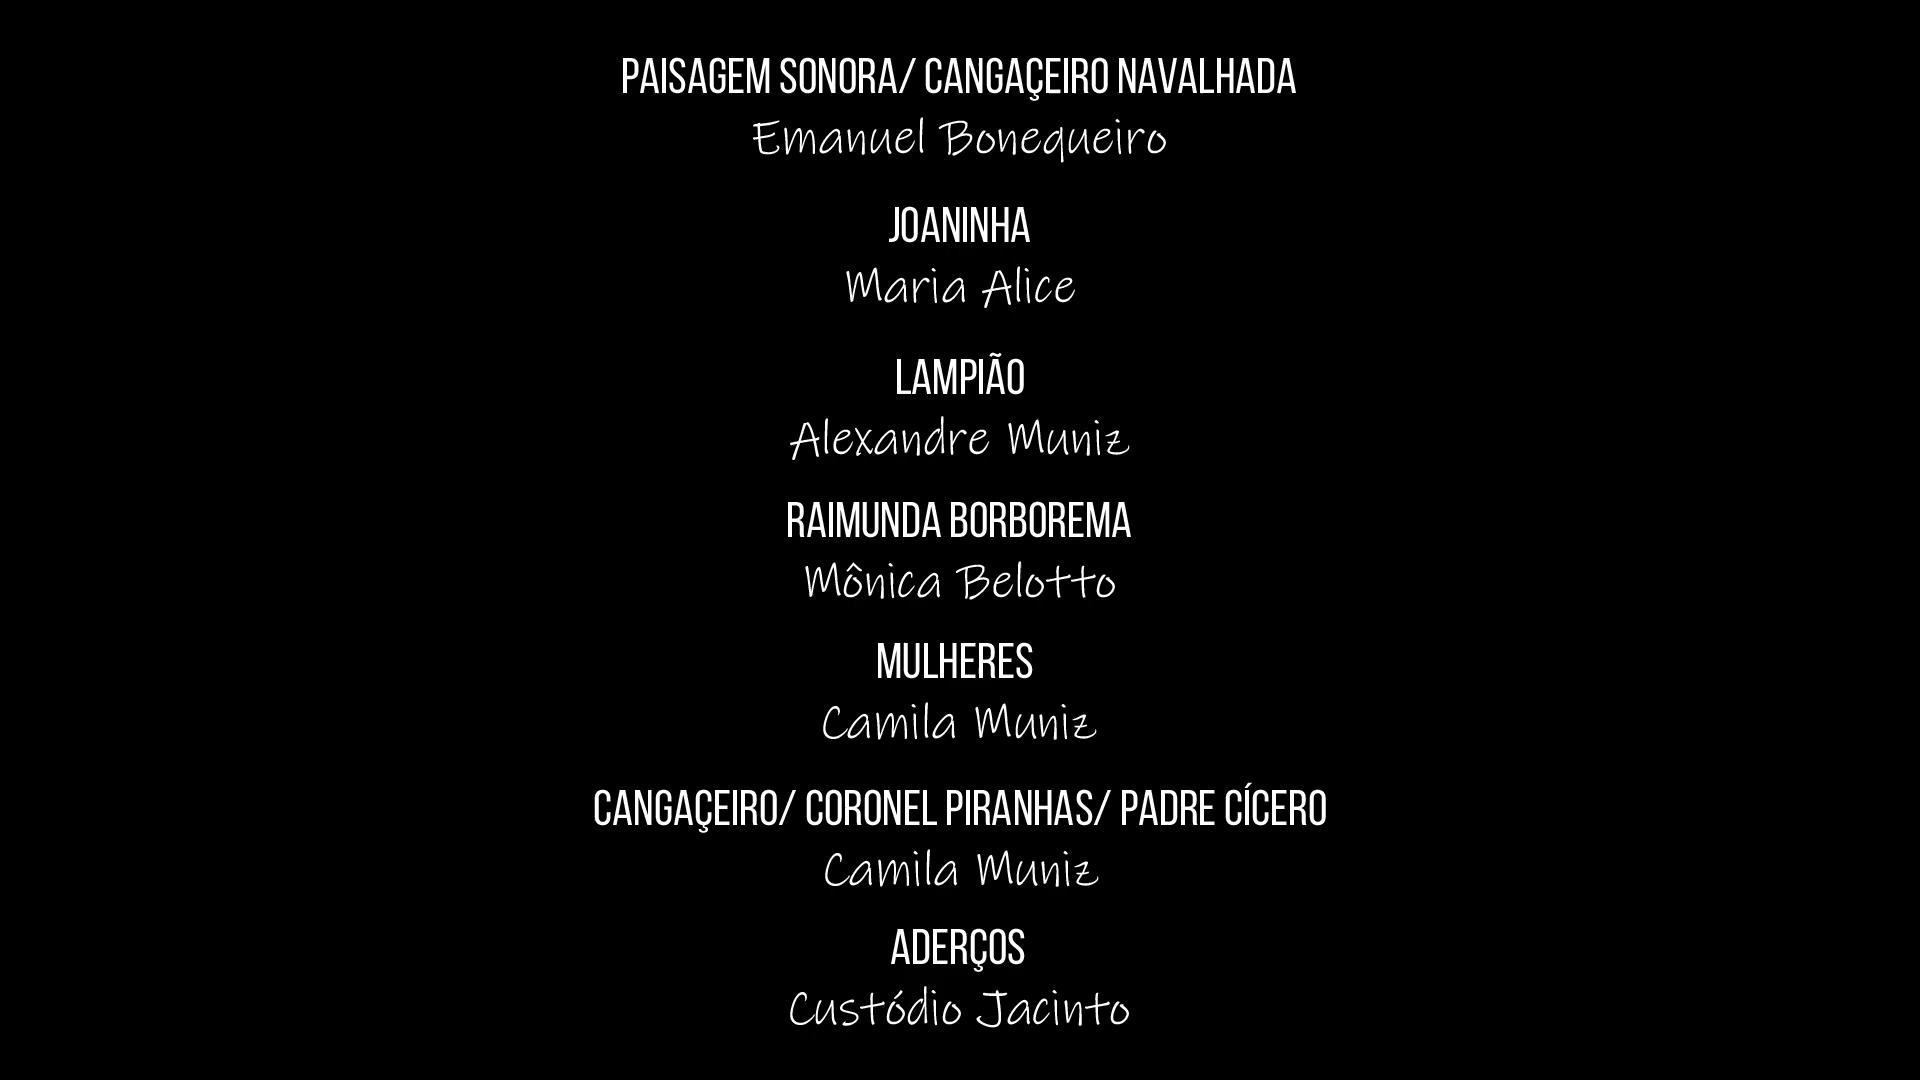 PAISAGEM SONORA/ CANGAÇEIRO NAVALHADA
Emanuel Bonequeiro
JOANINHA
Maria Alice
LAMPIÃO
Alexandre Muniz
RAIMUNDA BORBOREMA
Mônica Belotto
MULHERES
Camila Muniz
CANGAÇEIRO/ CORONEL PIRANHAS/ PADRE CÍCERO
Camila Muniz
ADERÇOS
Custódio Jacinto